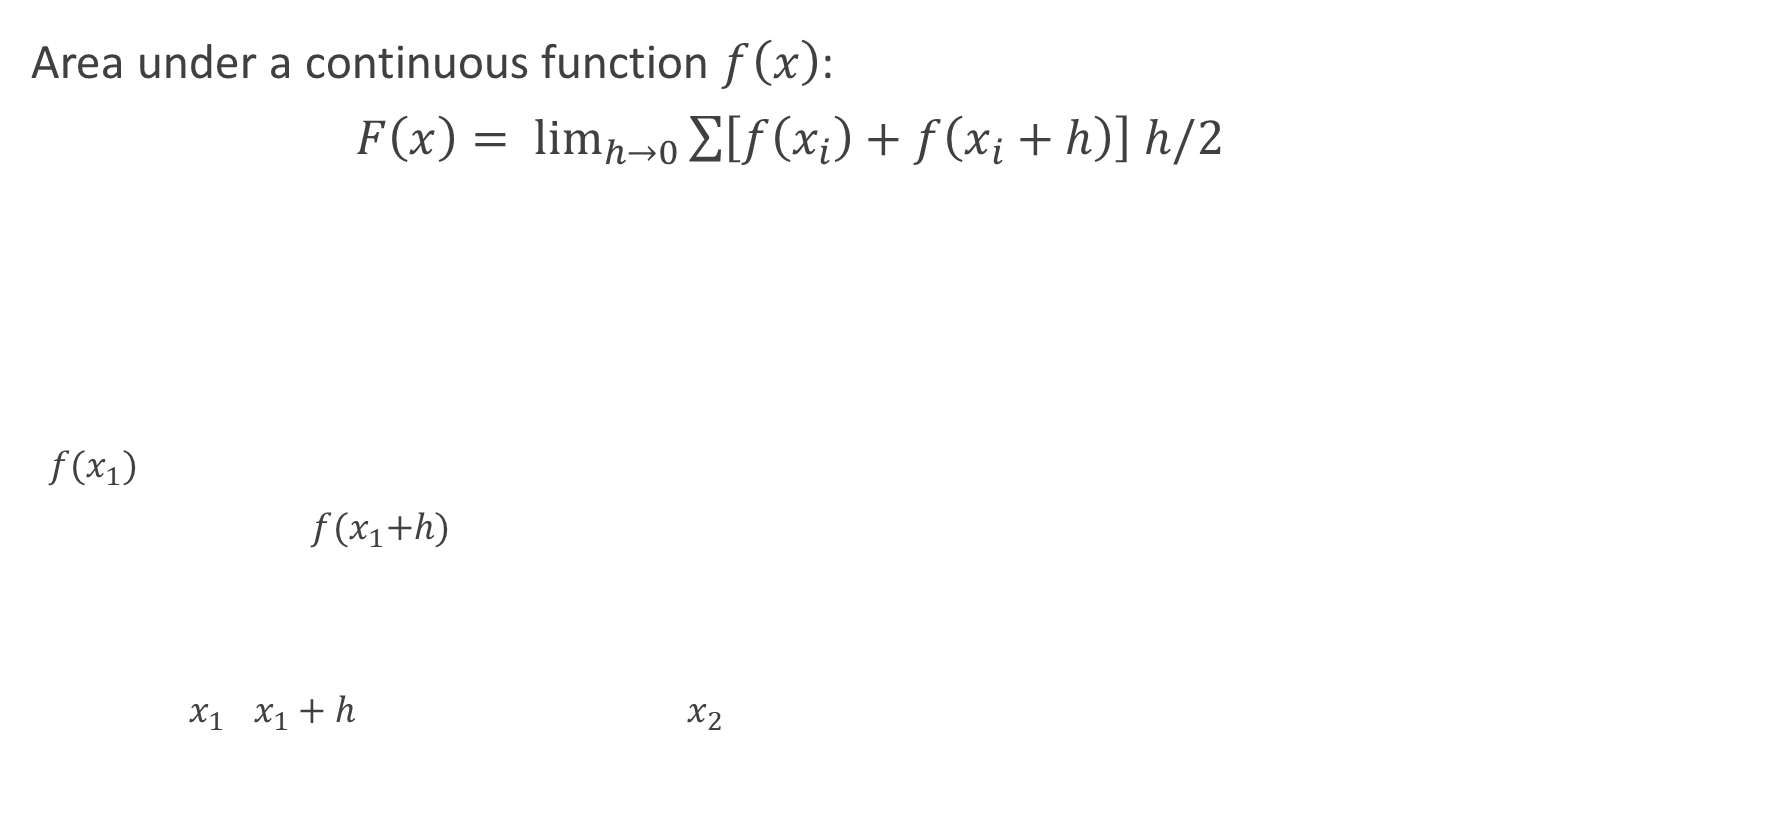 Area under a continuous function f(x):
F(x) = lim_{h→0} ∑[f(x_i) + f(x_i + h)] h/2
f(x_1)
f(x_1+h)
x_1 x_1 + h x_2